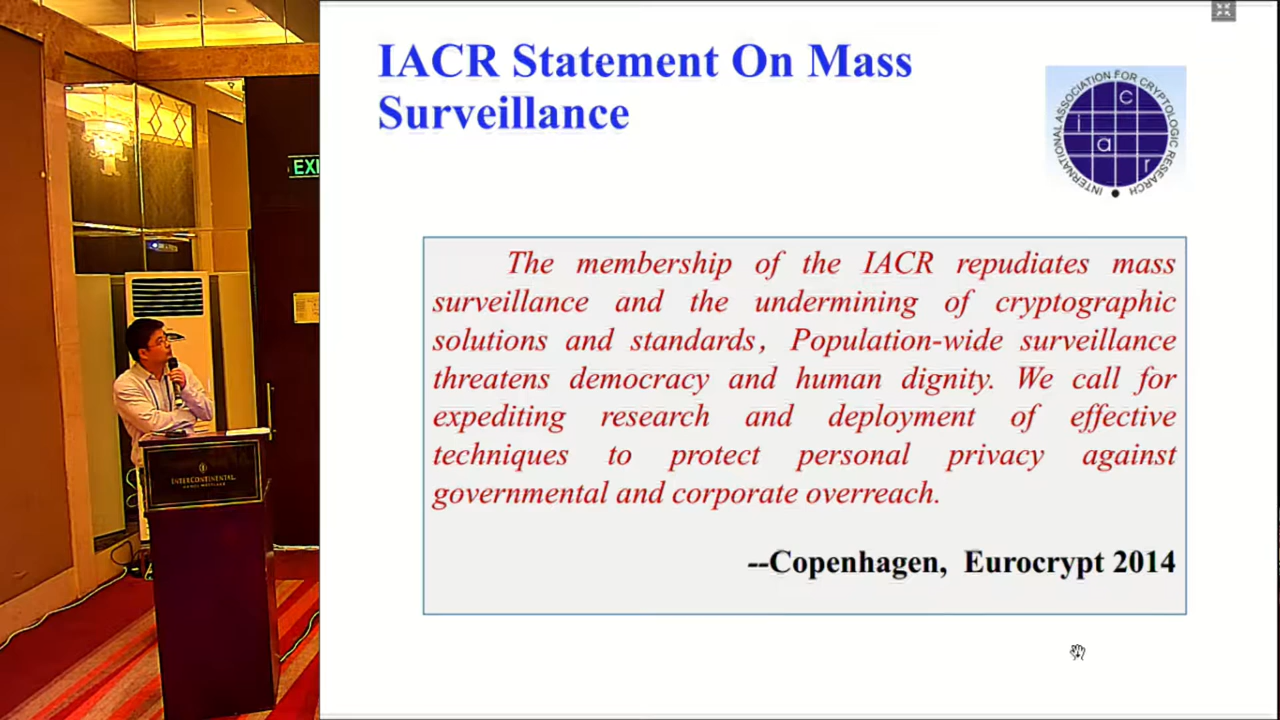 IACR Statement On Mass
Surveillance
INTERNATIONAL ASSOCIATION FOR CRYPTOLOGIC RESEARCH
c
i
a
r
EXI
The membership of the IACR repudiates mass
surveillance and the undermining of cryptographic
solutions and standards, Population-wide surveillance
threatens democracy and human dignity. We call for
expediting research and deployment of effective
techniques to protect personal privacy against
governmental and corporate overreach.
--Copenhagen, Eurocrypt 2014
INTERCONTINENTAL